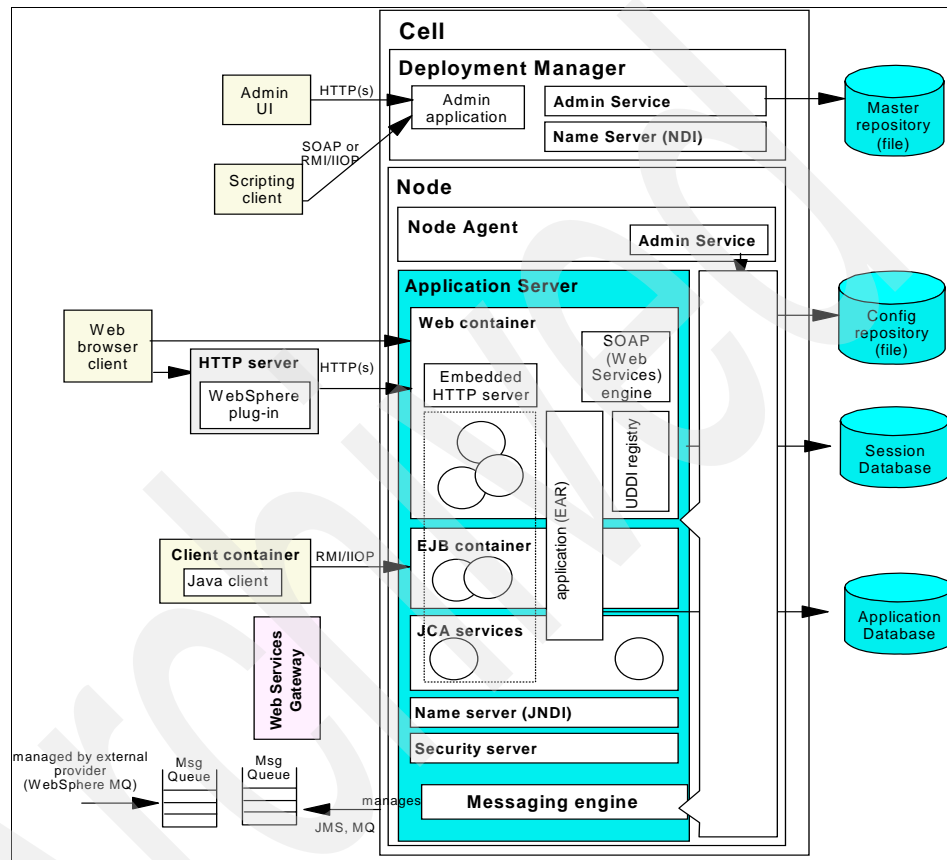 Cell
Deployment Manager
Admin
UI
HTTP(s)
Admin
application
Admin Service
Name Server (NDI)
Master
repository
(file)
SOAP or
RMI/IIOP
Scripting
client
Node
Node Agent
Admin Service
Application Server
Web container
Web
browser
client
HTTP server
WebSphere
plug-in
HTTP(s)
Embedded
HTTP server
SOAP
(Web
Services)
engine
UDDI registry
application (EAR)
Config
repository
(file)
Session
Database
Client container
Java client
RMI/IIOP
EJB container
JCA services
Application
Database
Web Services
Gateway
Name server (JNDI)
Security server
managed by external
provider
(WebSphere MQ)
Msg
Queue
Msg
Queue
manages
JMS, MQ
Messaging engine
Archived